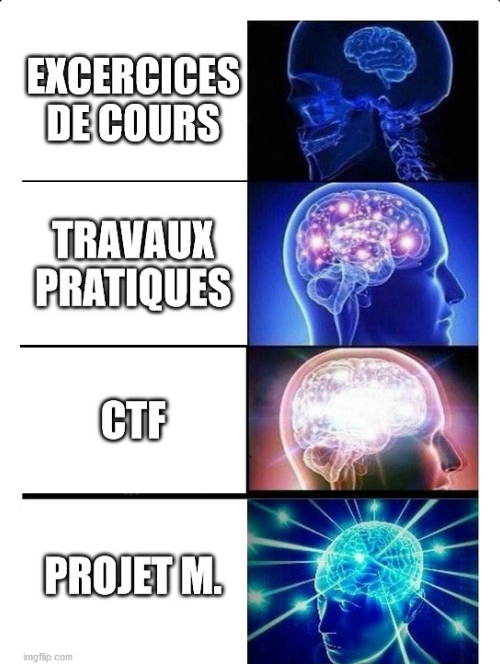 EXCERCICES
DE COURS
TRAVAUX
PRATIQUES
CTF
PROJET M.
imgflip.com